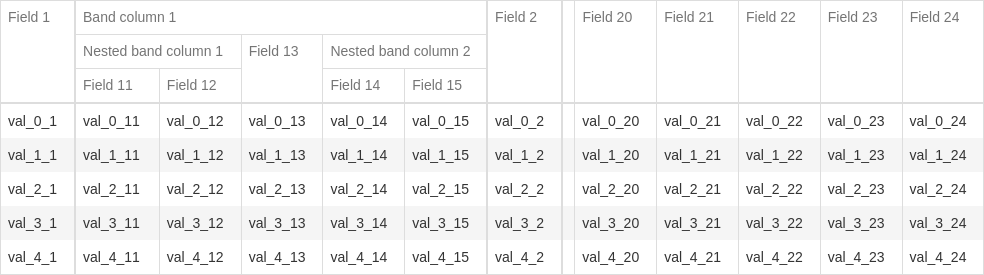 Field 1 Band column 1 Field 2 Field 20 Field 21 Field 22 Field 23 Field 24
Nested band column 1 Field 13 Nested band column 2
Field 11 Field 12 Field 14 Field 15
val_0_1 val_0_11 val_0_12 val_0_13 val_0_14 val_0_15 val_0_2 val_0_20 val_0_21 val_0_22 val_0_23 val_0_24
val_1_1 val_1_11 val_1_12 val_1_13 val_1_14 val_1_15 val_1_2 val_1_20 val_1_21 val_1_22 val_1_23 val_1_24
val_2_1 val_2_11 val_2_12 val_2_13 val_2_14 val_2_15 val_2_2 val_2_20 val_2_21 val_2_22 val_2_23 val_2_24
val_3_1 val_3_11 val_3_12 val_3_13 val_3_14 val_3_15 val_3_2 val_3_20 val_3_21 val_3_22 val_3_23 val_3_24
val_4_1 val_4_11 val_4_12 val_4_13 val_4_14 val_4_15 val_4_2 val_4_20 val_4_21 val_4_22 val_4_23 val_4_24